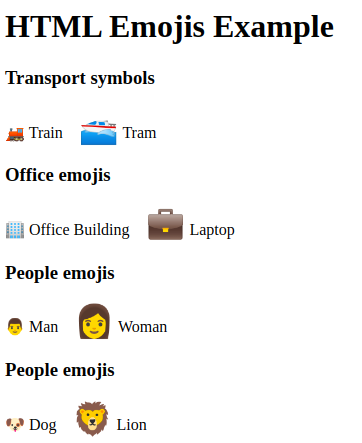 HTML Emojis Example
Transport symbols
🚂 Train 🚄 Tram
Office emojis
🏢 Office Building 💼 Laptop
People emojis
👨 Man 👩 Woman
People emojis
🐶 Dog 🦁 Lion